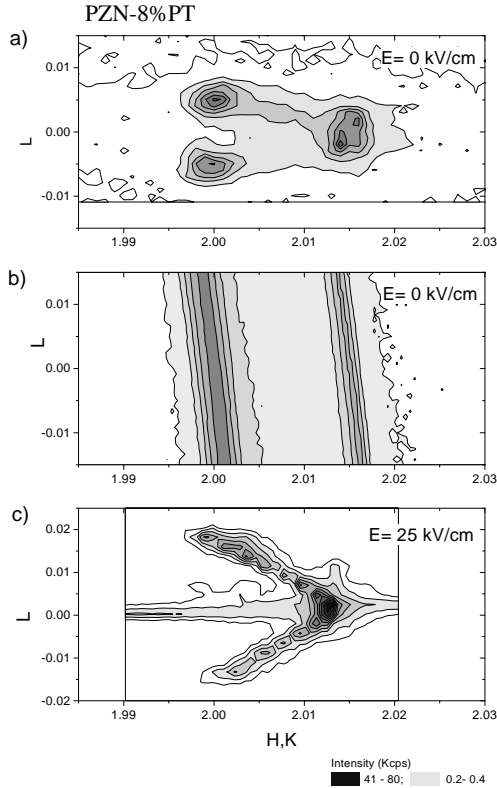 PZN-8%PT
a)
E= 0 kV/cm
0.01
0.00
-0.01
L
1.99 2.00 2.01 2.02 2.03
b)
E= 0 kV/cm
0.01
0.00
-0.01
L
1.99 2.00 2.01 2.02 2.03
c)
E= 25 kV/cm
0.02
0.01
0.00
-0.01
-0.02
L
1.99 2.00 2.01 2.02 2.03
H,K
Intensity (Kcps)
41 - 80; 0.2- 0.4